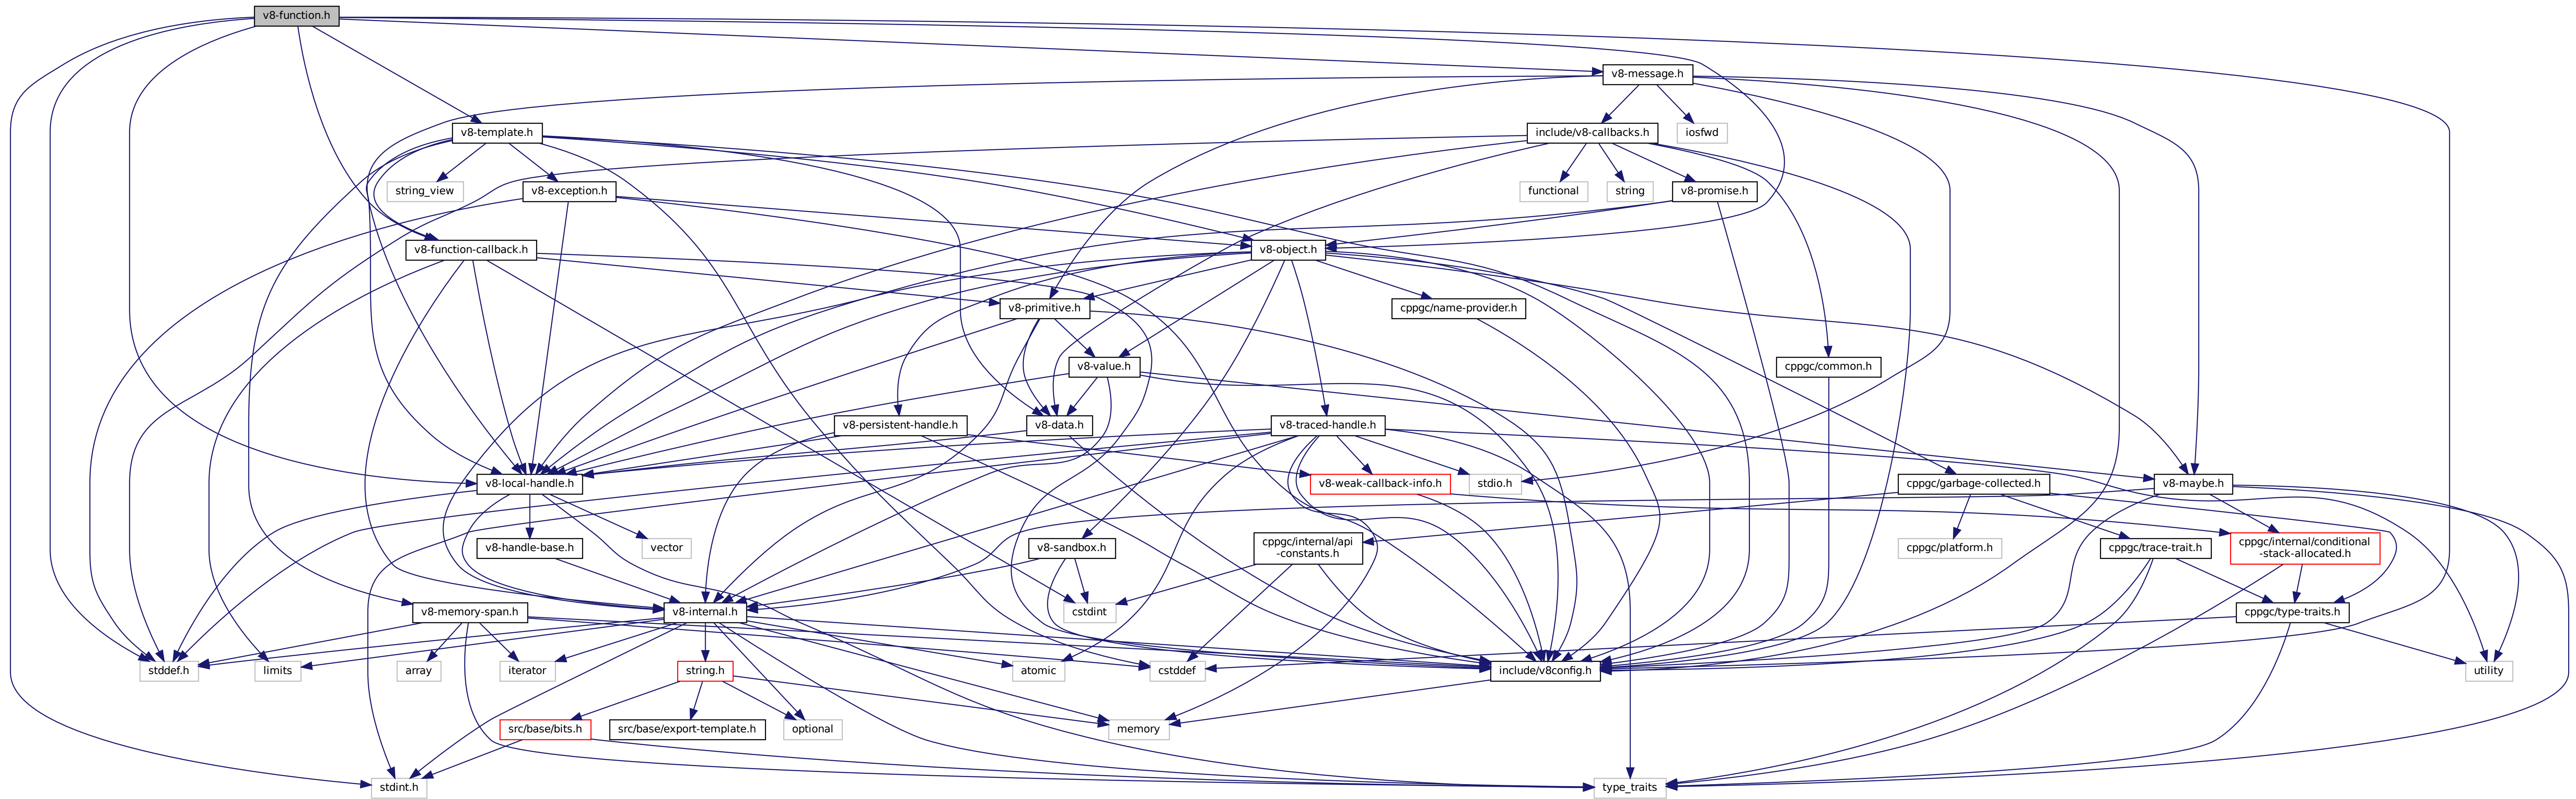 v8-function.h
v8-message.h
v8-template.h
include/v8-callbacks.h
iosfwd
string_view
v8-exception.h
functional
string
v8-promise.h
v8-function-callback.h
v8-object.h
v8-primitive.h
cppgc/name-provider.h
v8-value.h
cppgc/common.h
v8-persistent-handle.h
v8-data.h
v8-traced-handle.h
v8-local-handle.h
v8-weak-callback-info.h
stdio.h
cppgc/garbage-collected.h
v8-maybe.h
v8-handle-base.h
vector
v8-sandbox.h
cppgc/internal/api
-constants.h
cppgc/platform.h
cppgc/trace-trait.h
cppgc/internal/conditional
-stack-allocated.h
v8-memory-span.h
v8-internal.h
cstdint
cppgc/type-traits.h
stddef.h
limits
array
iterator
string.h
atomic
cstddef
include/v8config.h
utility
src/base/bits.h
src/base/export-template.h
optional
memory
stdint.h
type_traits